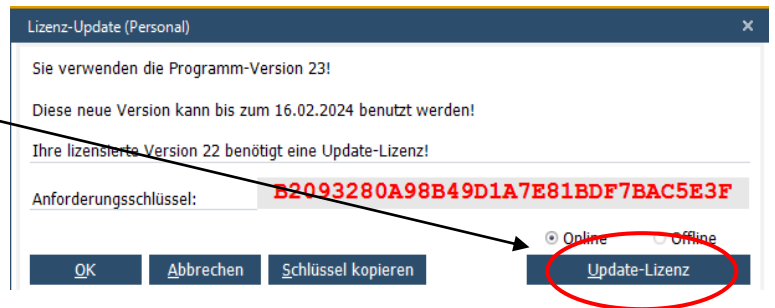 Lizenz-Update (Personal)
Sie verwenden die Programm-Version 23!
Diese neue Version kann bis zum 16.02.2024 benutzt werden!
Ihre lizensierte Version 22 benötigt eine Update-Lizenz!
Anforderungsschlüssel: B2093280A98B49D1A7E81BDF7BAC5E3F
Online Offline
OK Abbrechen Schlüssel kopieren Update-Lizenz